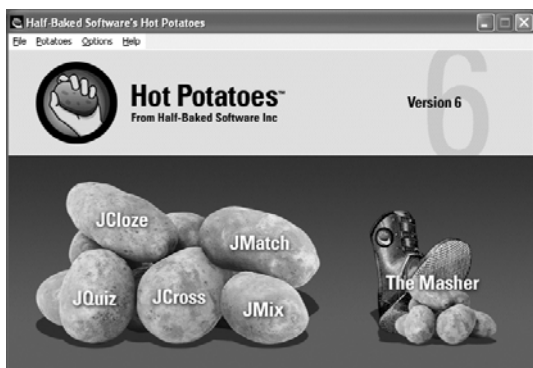 Half-Baked Software's Hot Potatoes
File Potatoes Options Help
Hot Potatoes™
From Half-Baked Software Inc
Version 6
6
JCloze
JMatch
The Masher
JQuiz
JCross
JMix